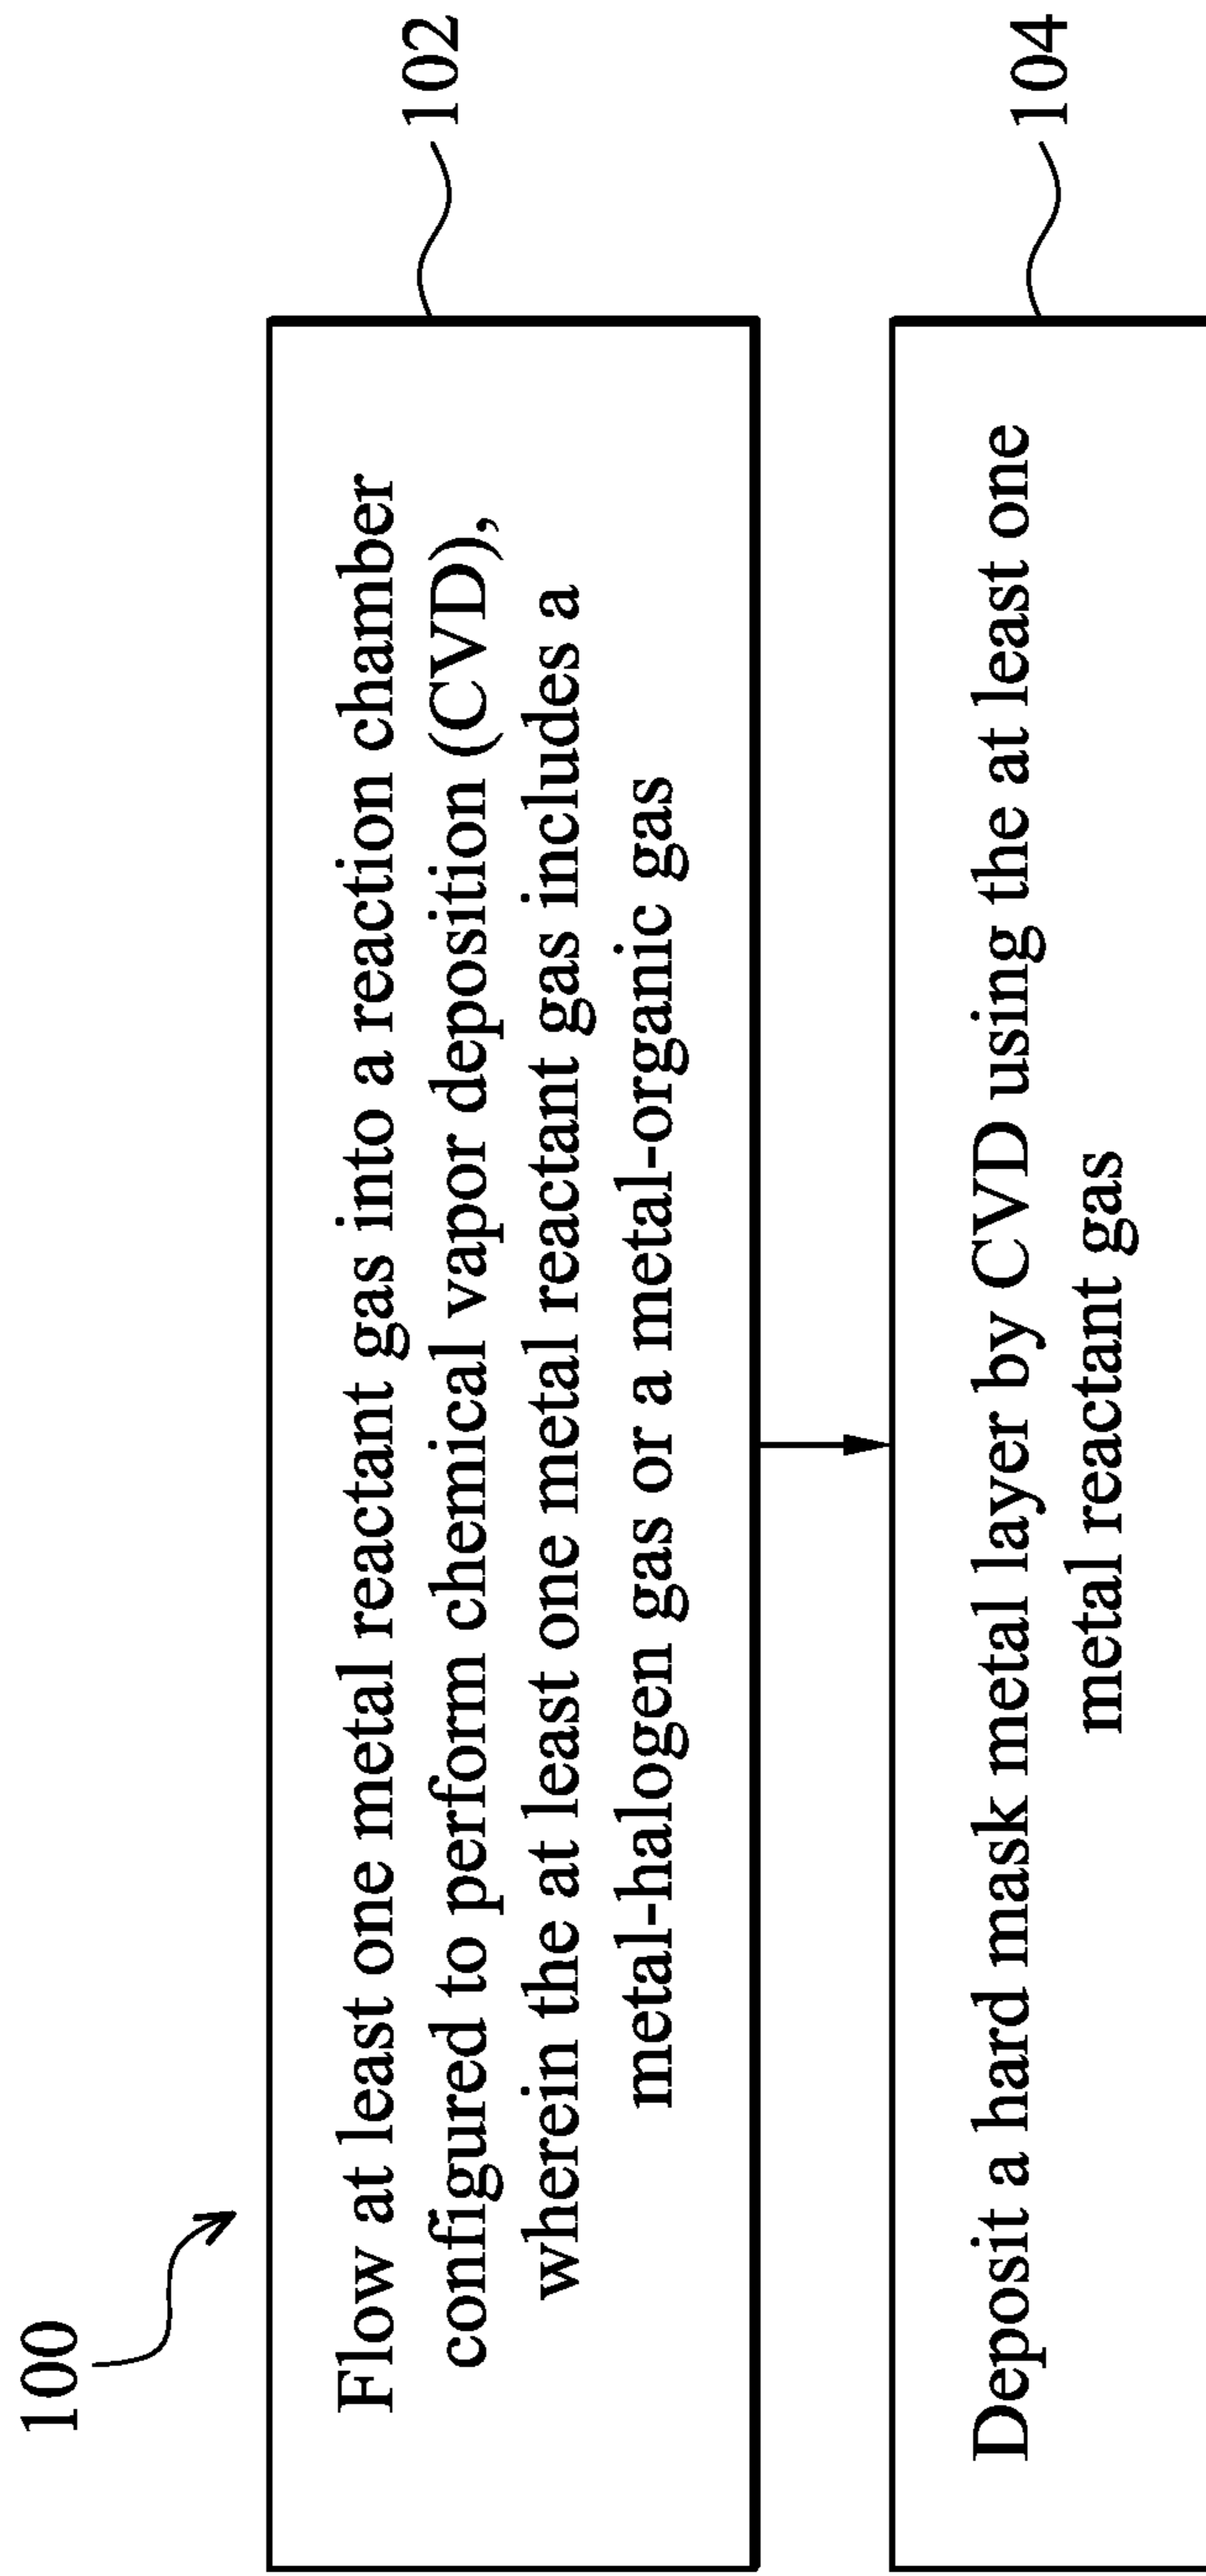 100
Flow at least one metal reactant gas into a reaction chamber
configured to perform chemical vapor deposition (CVD),
wherein the at least one metal reactant gas includes a
metal-halogen gas or a metal-organic gas
102
Deposit a hard mask metal layer by CVD using the at least one
metal reactant gas
104